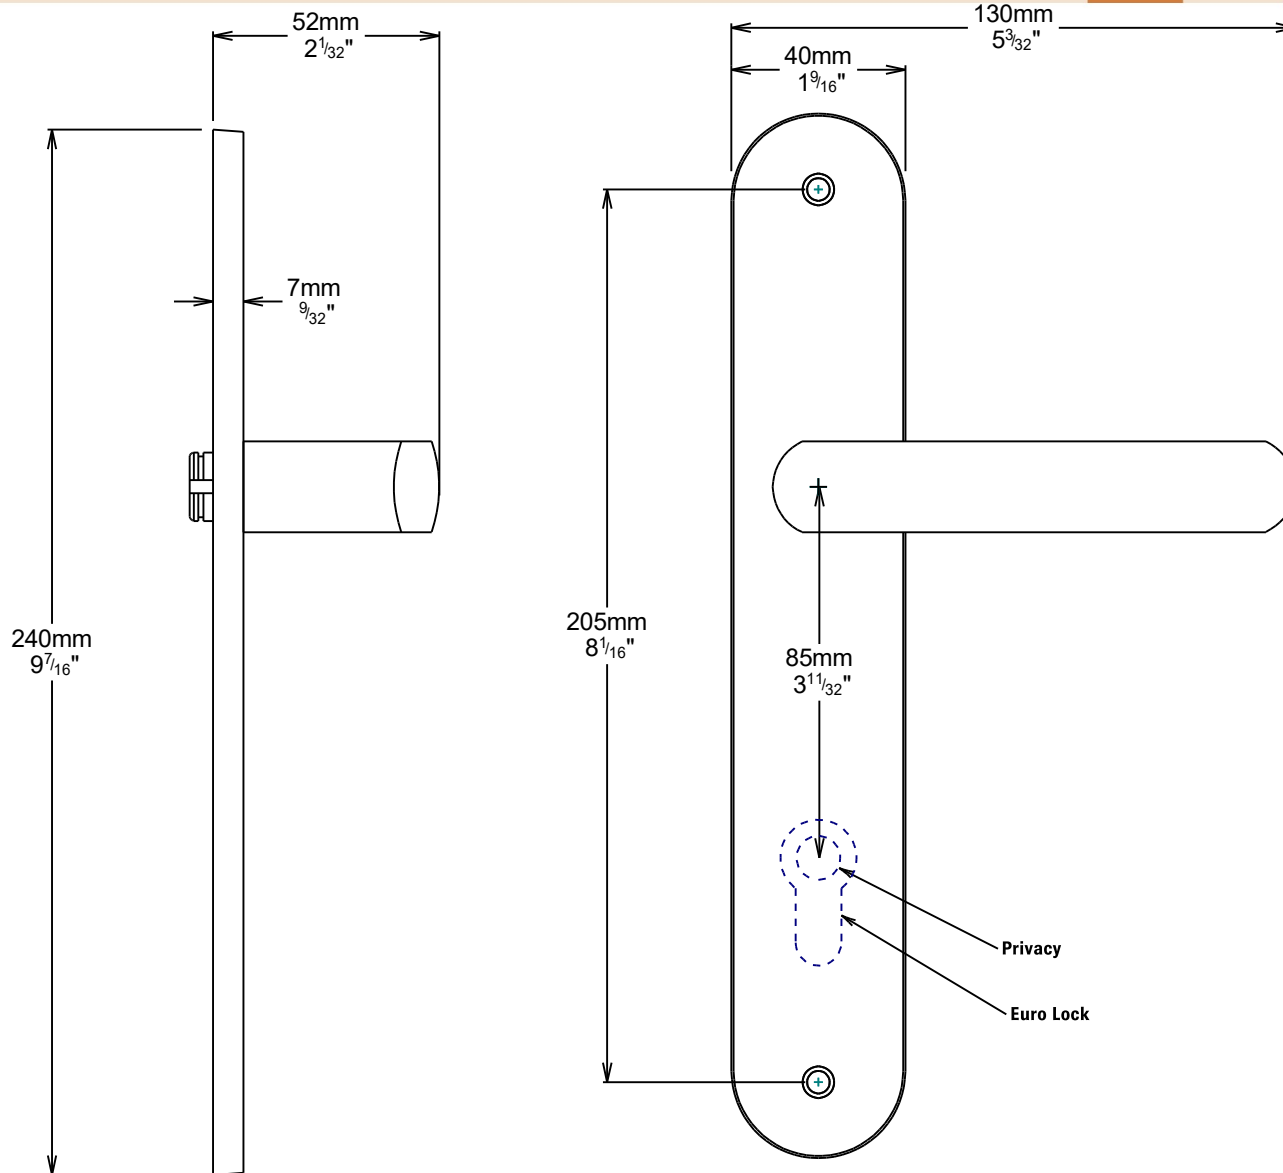 52mm
2 1/32"
130mm
5 3/32"
40mm
1 9/16"
7mm
9/32"
240mm
9 7/16"
205mm
8 1/16"
85mm
3 11/32"
Privacy
Euro Lock